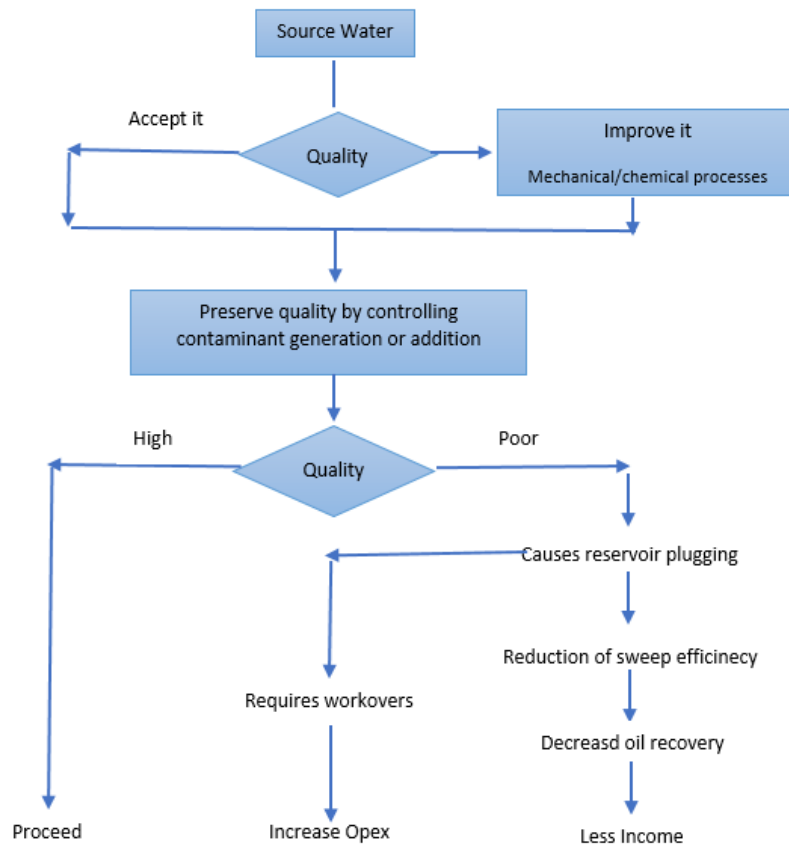 Source Water
Accept it
Quality
Improve it
Mechanical/chemical processes
Preserve quality by controlling
contaminant generation or addition
High
Poor
Quality
Causes reservoir plugging
Reduction of sweep efficinecy
Requires workovers
Decreasd oil recovery
Proceed
Increase Opex
Less Income